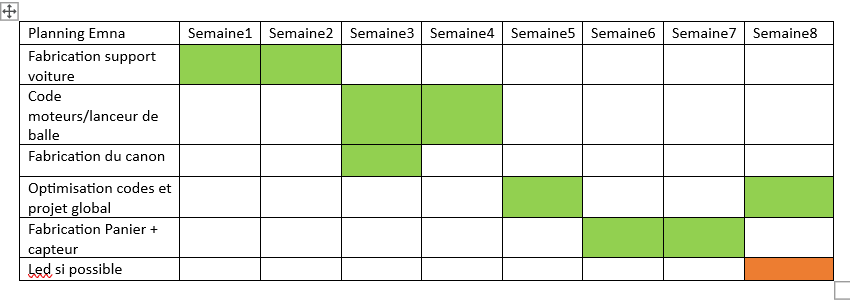 Planning Emna Semaine1 Semaine2 Semaine3 Semaine4 Semaine5 Semaine6 Semaine7 Semaine8
Fabrication support
voiture
Code
moteurs/lanceur de
balle
Fabrication du canon
Optimisation codes et
projet global
Fabrication Panier +
capteur
Led si possible